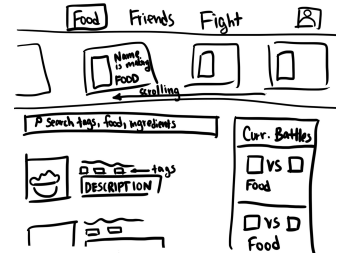 Food Friends Fight
Name
is making
FOOD
scrolling
search tags, food, ingredients
Curr. Battles
tags
DESCRIPTION
VS
Food
VS
Food